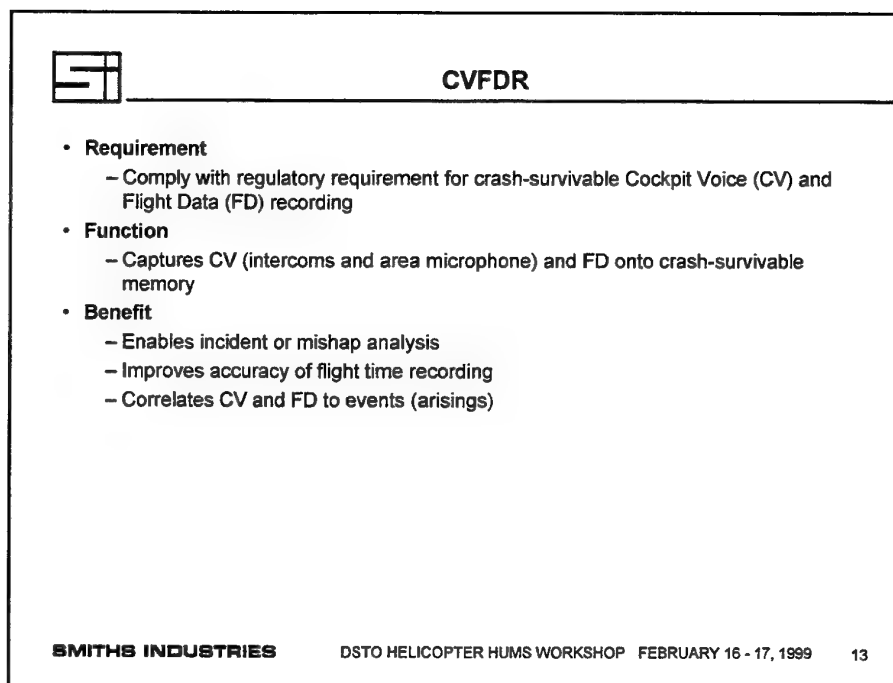 Si
CVFDR
• Requirement
– Comply with regulatory requirement for crash-survivable Cockpit Voice (CV) and
Flight Data (FD) recording
• Function
– Captures CV (intercoms and area microphone) and FD onto crash-survivable
memory
• Benefit
– Enables incident or mishap analysis
– Improves accuracy of flight time recording
– Correlates CV and FD to events (arisings)
SMITHS INDUSTRIES DSTO HELICOPTER HUMS WORKSHOP FEBRUARY 16 - 17, 1999 13